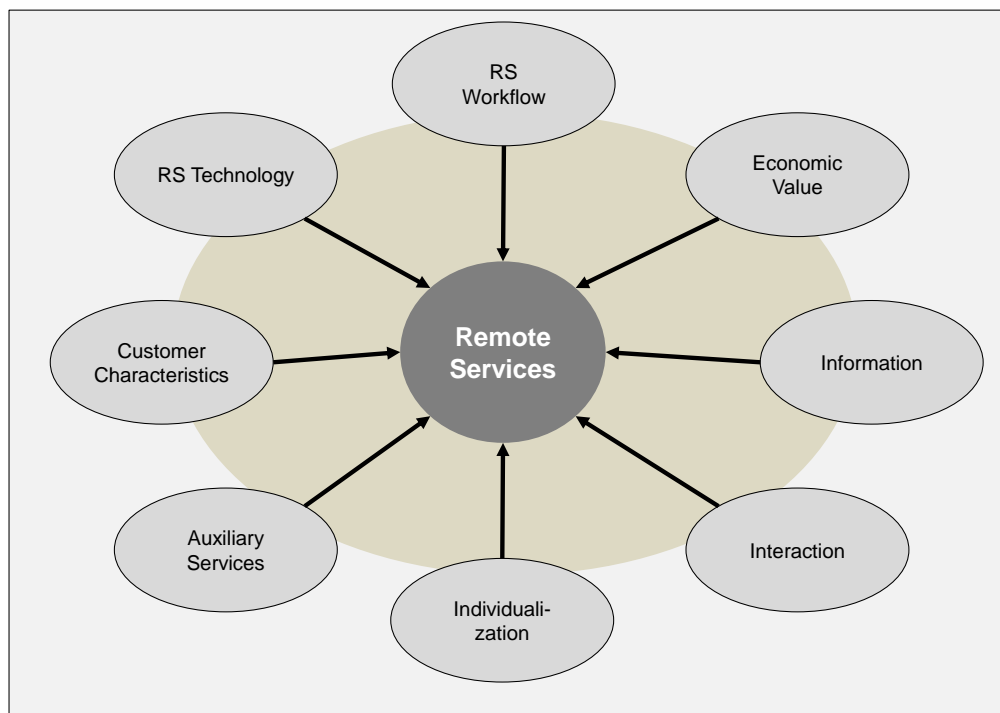 RS
Workflow
RS Technology
Economic
Value
Customer
Characteristics
Remote
Services
Information
Auxiliary
Services
Interaction
Individuali-
zation